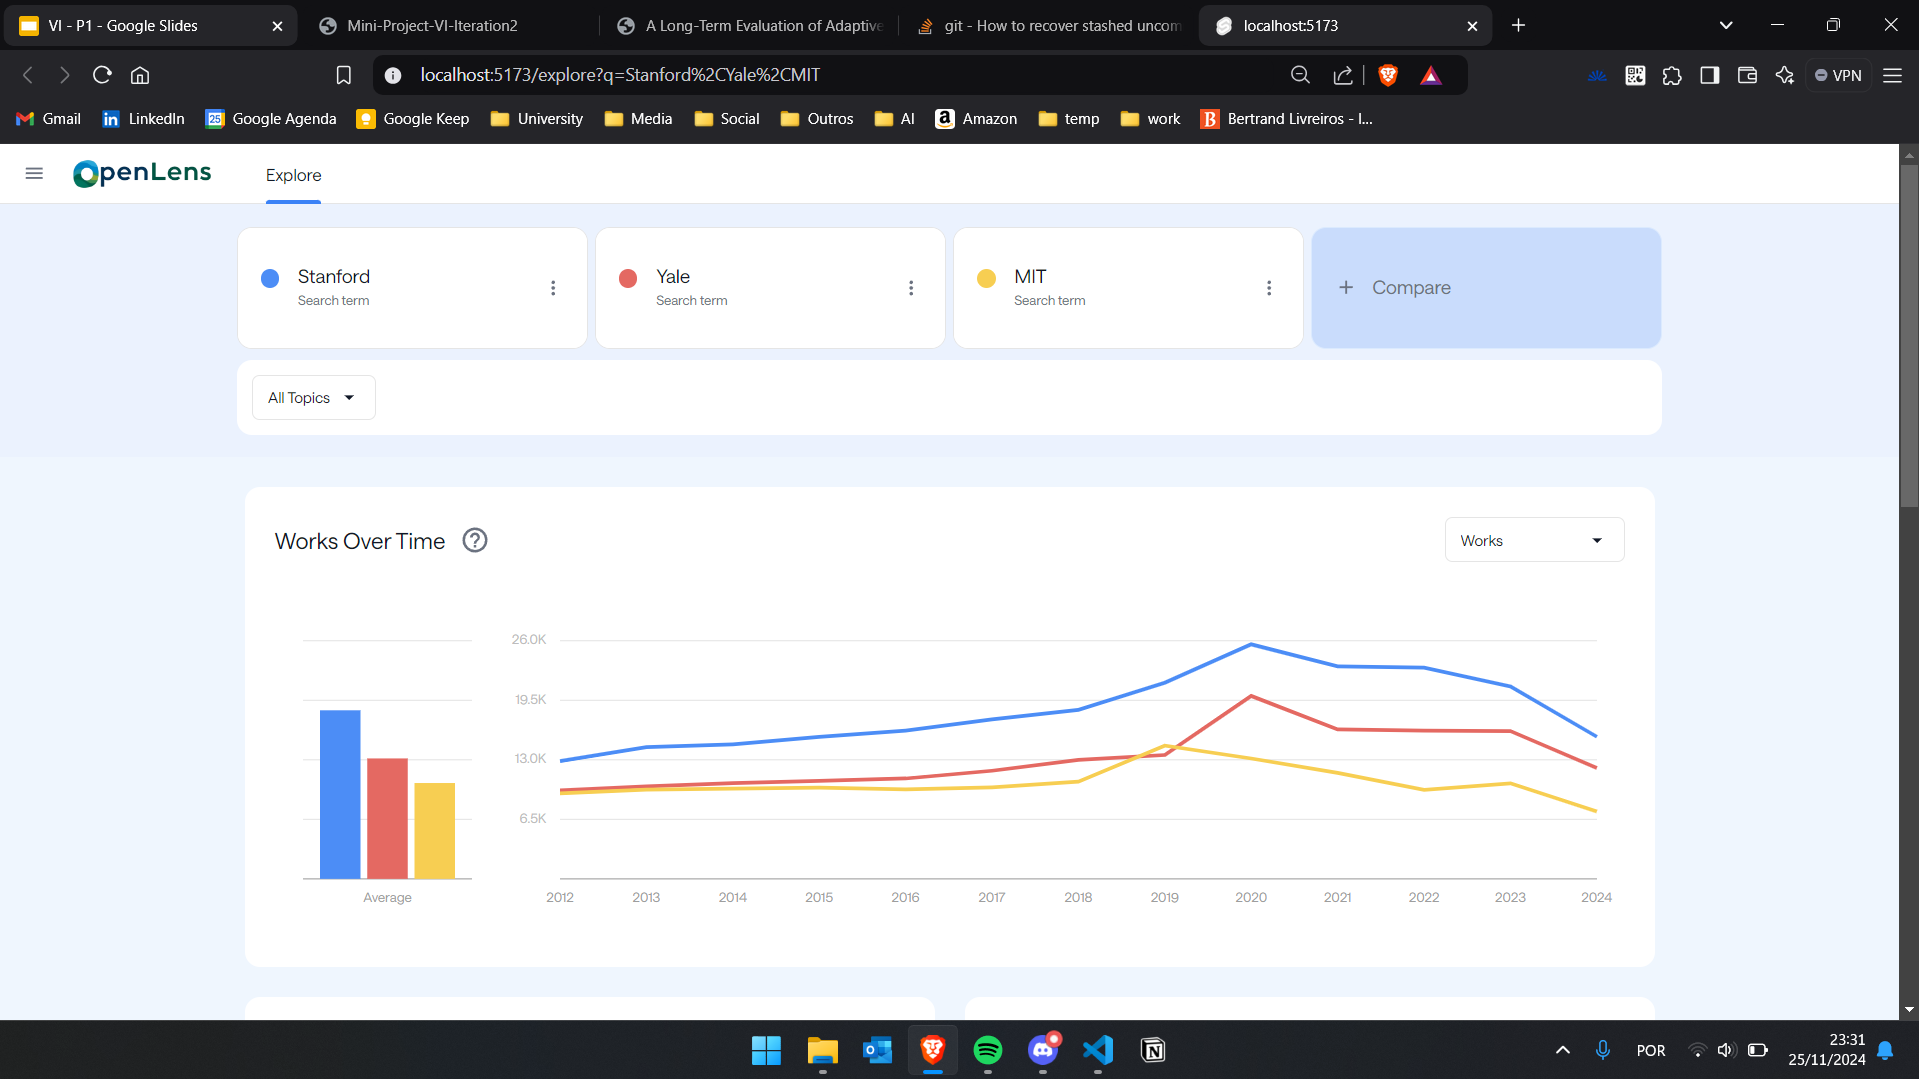 VI - P1 - Google Slides
Mini-Project-VI-Iteration2
A Long-Term Evaluation of Adaptive
git - How to recover stashed uncom
localhost:5173
localhost:5173/explore?q=Stanford%2CYale%2CMIT
VPN
Gmail
LinkedIn
25
Google Agenda
Google Keep
University
Media
Social
Outros
AI
Amazon
temp
work
Bertrand Livreiros - I...
OpenLens
Explore
Stanford
Search term
Yale
Search term
MIT
Search term
+ Compare
All Topics
Works Over Time
?
Works
26.0K
19.5K
13.0K
6.5K
Average
2012
2013
2014
2015
2016
2017
2018
2019
2020
2021
2022
2023
2024
POR
23:31
25/11/2024